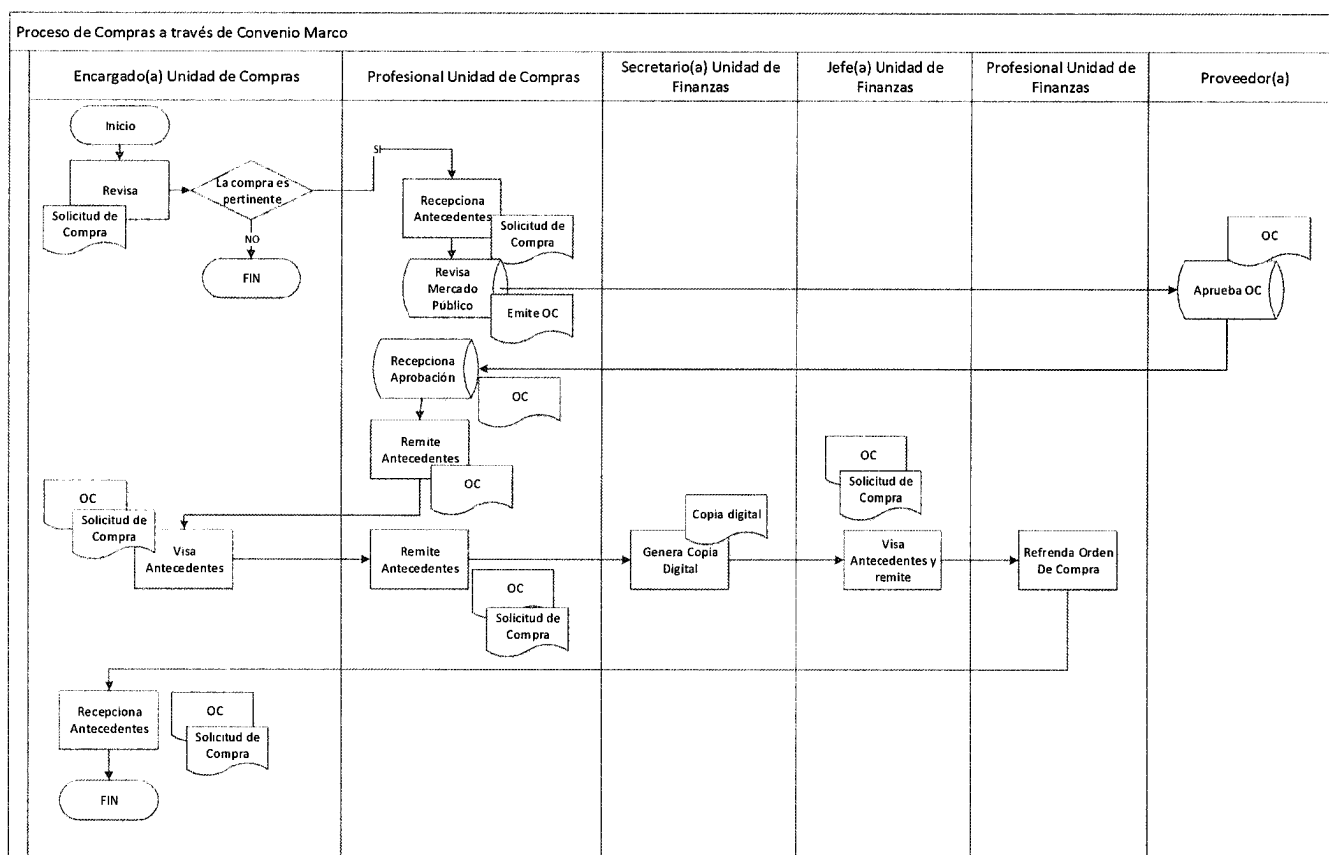 Proceso de Compras a través de Convenio Marco
Encargado(a) Unidad de Compras
Profesional Unidad de Compras
Secretario(a) Unidad de
Finanzas
Jefe(a) Unidad de
Finanzas
Profesional Unidad de
Finanzas
Proveedor(a)
Inicio
Revisa
Solicitud de
Compra
La compra es
pertinente
SI
NO
FIN
Recepciona
Antecedentes
Solicitud de
Compra
Revisa
Mercado
Público
Emite OC
OC
Aprueba OC
Recepciona
Aprobación
OC
Remite
Antecedentes
OC
OC
Solicitud de
Compra
Visa
Antecedentes
Remite
Antecedentes
OC
Solicitud de
Compra
Copia digital
Genera Copia
Digital
OC
Solicitud de
Compra
Visa
Antecedentes y
remite
Refrenda Orden
De Compra
Recepciona
Antecedentes
OC
Solicitud de
Compra
FIN